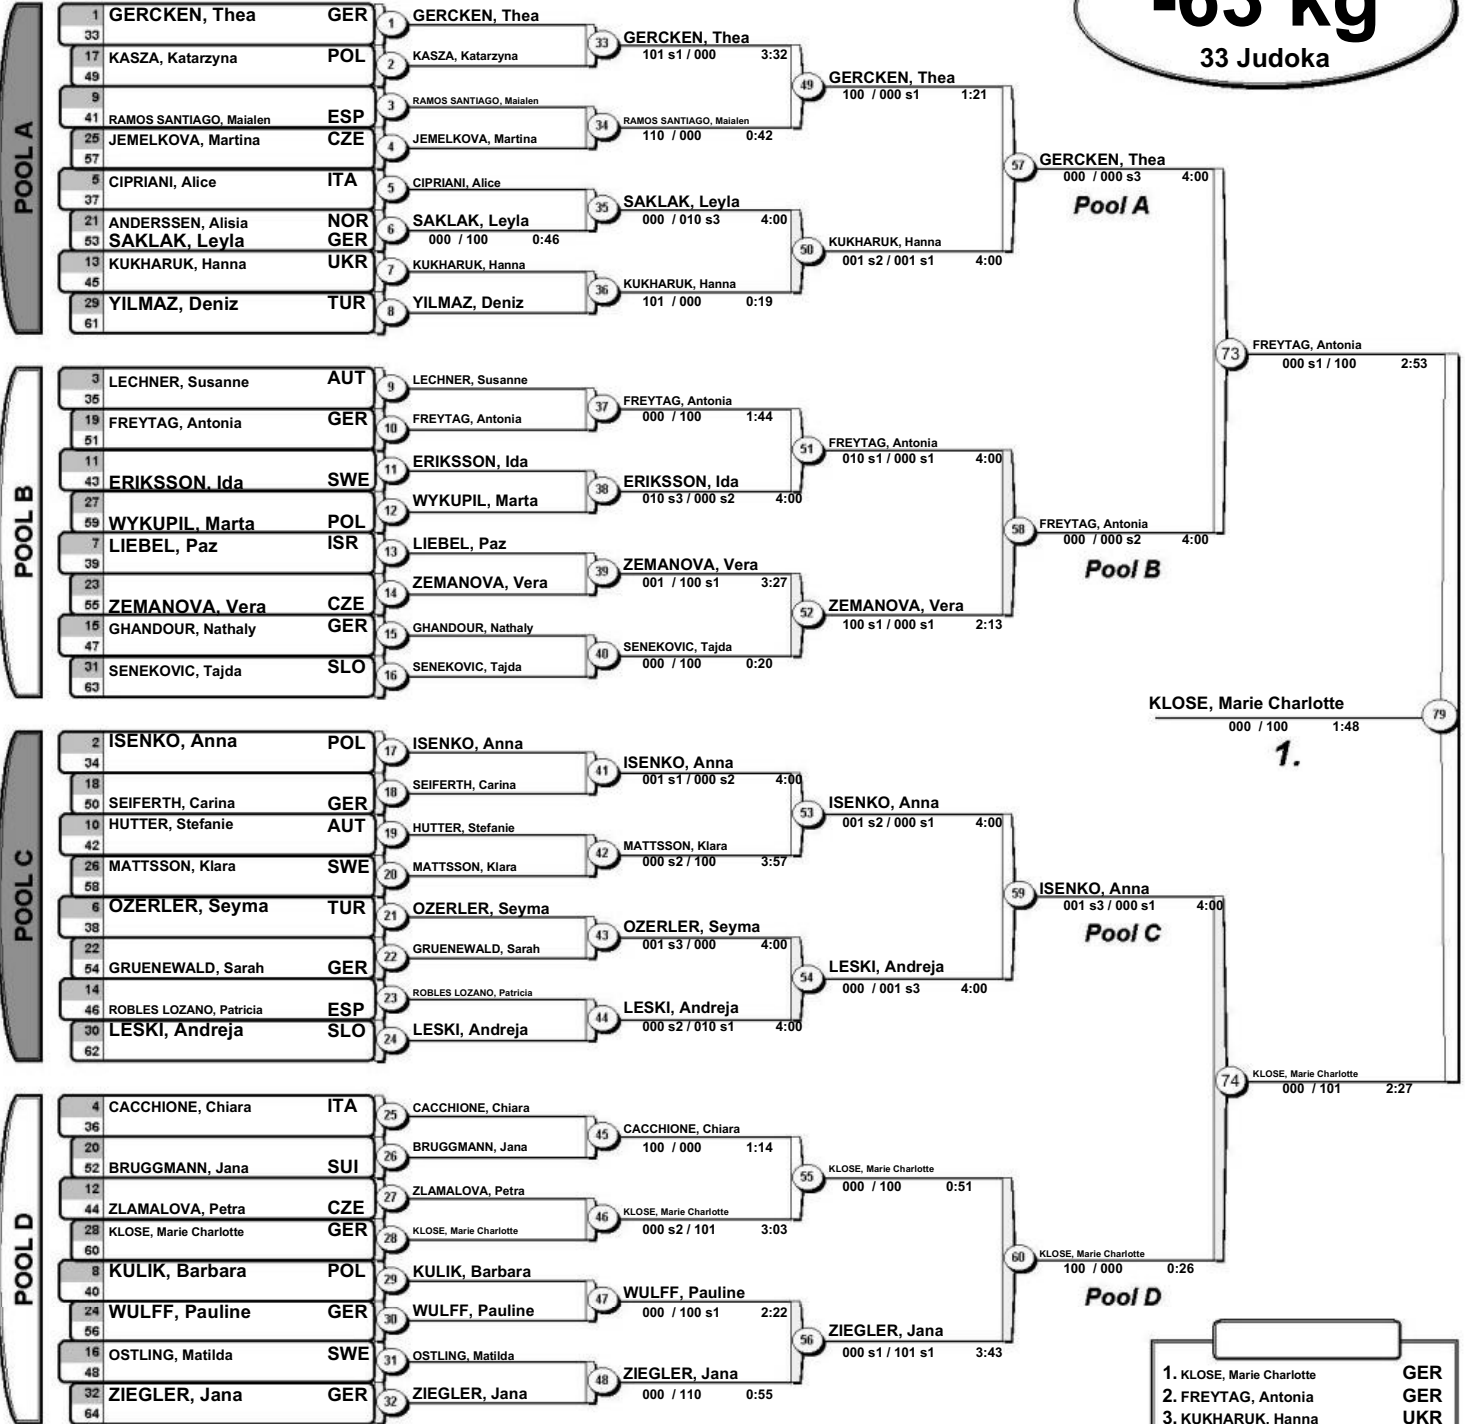 -63 kg
33 Judoka
POOL A
1 GERCKEN, Thea GER
33
17 KASZA, Katarzyna POL
49
9
41 RAMOS SANTIAGO, Maialen ESP
25 JEMELKOVA, Martina CZE
57
5 CIPRIANI, Alice ITA
37
21 ANDERSSEN, Alisia NOR
53 SAKLAK, Leyla GER
13 KUKHARUK, Hanna UKR
45
29 YILMAZ, Deniz TUR
61
1 GERCKEN, Thea
2 KASZA, Katarzyna
3 RAMOS SANTIAGO, Maialen
4 JEMELKOVA, Martina
5 CIPRIANI, Alice
6 SAKLAK, Leyla
000 / 100 0:46
7 KUKHARUK, Hanna
8 YILMAZ, Deniz
33 GERCKEN, Thea
101 s1 / 000 3:32
34 RAMOS SANTIAGO, Maialen
110 / 000 0:42
35 SAKLAK, Leyla
000 / 010 s3 4:00
36 KUKHARUK, Hanna
101 / 000 0:19
49 GERCKEN, Thea
100 / 000 s1 1:21
50 KUKHARUK, Hanna
001 s2 / 001 s1 4:00
57 GERCKEN, Thea
000 / 000 s3 4:00
Pool A
POOL B
3 LECHNER, Susanne AUT
35
19 FREYTAG, Antonia GER
51
11
43 ERIKSSON, Ida SWE
27
59 WYKUPIL, Marta POL
7 LIEBEL, Paz ISR
39
23
55 ZEMANOVA, Vera CZE
15 GHANDOUR, Nathaly GER
47
31 SENEKOVIC, Tajda SLO
63
9 LECHNER, Susanne
10 FREYTAG, Antonia
11 ERIKSSON, Ida
12 WYKUPIL, Marta
13 LIEBEL, Paz
14 ZEMANOVA, Vera
15 GHANDOUR, Nathaly
16 SENEKOVIC, Tajda
37 FREYTAG, Antonia
000 / 100 1:44
38 ERIKSSON, Ida
010 s3 / 000 s2 4:00
39 ZEMANOVA, Vera
001 / 100 s1 3:27
40 SENEKOVIC, Tajda
000 / 100 0:20
51 FREYTAG, Antonia
010 s1 / 000 s1 4:00
52 ZEMANOVA, Vera
100 s1 / 000 s1 2:13
58 FREYTAG, Antonia
000 / 000 s2 4:00
Pool B
73 FREYTAG, Antonia
000 s1 / 100 2:53
KLOSE, Marie Charlotte 79
000 / 100 1:48
1.
POOL C
2 ISENKO, Anna POL
34
18
50 SEIFERTH, Carina GER
10 HUTTER, Stefanie AUT
42
26 MATTSSON, Klara SWE
58
6 OZERLER, Seyma TUR
38
22
54 GRUENEWALD, Sarah GER
14
46 ROBLES LOZANO, Patricia ESP
30 LESKI, Andreja SLO
62
17 ISENKO, Anna
18 SEIFERTH, Carina
19 HUTTER, Stefanie
20 MATTSSON, Klara
21 OZERLER, Seyma
22 GRUENEWALD, Sarah
23 ROBLES LOZANO, Patricia
24 LESKI, Andreja
41 ISENKO, Anna
001 s1 / 000 s2 4:00
42 MATTSSON, Klara
000 s2 / 100 3:57
43 OZERLER, Seyma
001 s3 / 000 4:00
44 LESKI, Andreja
000 s2 / 010 s1 4:00
53 ISENKO, Anna
001 s2 / 000 s1 4:00
54 LESKI, Andreja
000 / 001 s3 4:00
59 ISENKO, Anna
001 s3 / 000 s1 4:00
Pool C
74 KLOSE, Marie Charlotte
000 / 101 2:27
POOL D
4 CACCHIONE, Chiara ITA
36
20
52 BRUGGMANN, Jana SUI
12
44 ZLAMALOVA, Petra CZE
28 KLOSE, Marie Charlotte GER
60
8 KULIK, Barbara POL
40
24 WULFF, Pauline GER
56
16 OSTLING, Matilda SWE
48
32 ZIEGLER, Jana GER
64
25 CACCHIONE, Chiara
26 BRUGGMANN, Jana
27 ZLAMALOVA, Petra
28 KLOSE, Marie Charlotte
29 KULIK, Barbara
30 WULFF, Pauline
31 OSTLING, Matilda
32 ZIEGLER, Jana
45 CACCHIONE, Chiara
100 / 000 1:14
46 KLOSE, Marie Charlotte
000 s2 / 101 3:03
47 WULFF, Pauline
000 / 100 s1 2:22
48 ZIEGLER, Jana
000 / 110 0:55
55 KLOSE, Marie Charlotte
000 / 100 0:51
56 ZIEGLER, Jana
000 s1 / 101 s1 3:43
60 KLOSE, Marie Charlotte
100 / 000 0:26
Pool D
1. KLOSE, Marie Charlotte GER
2. FREYTAG, Antonia GER
3. KUKHARUK, Hanna UKR